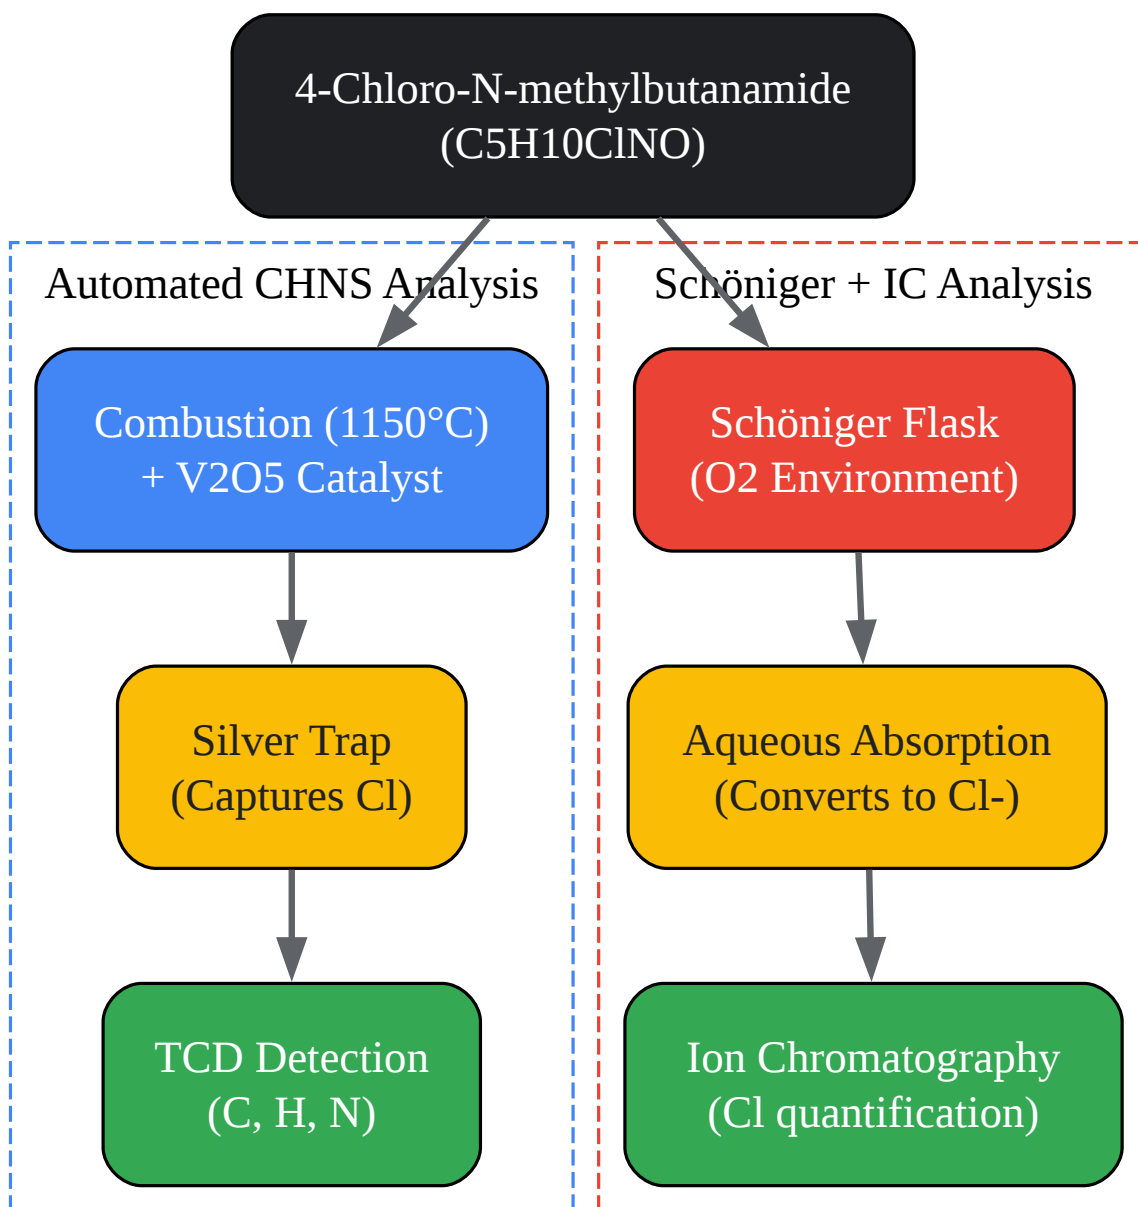 4-Chloro-N-methylbutanamide
(C5H10ClNO)
Automated CHNS Analysis
Combustion (1150°C)
+ V2O5 Catalyst
Silver Trap
(Captures Cl)
TCD Detection
(C, H, N)
Schöniger + IC Analysis
Schöniger Flask
(O2 Environment)
Aqueous Absorption
(Converts to Cl-)
Ion Chromatography
(Cl quantification)